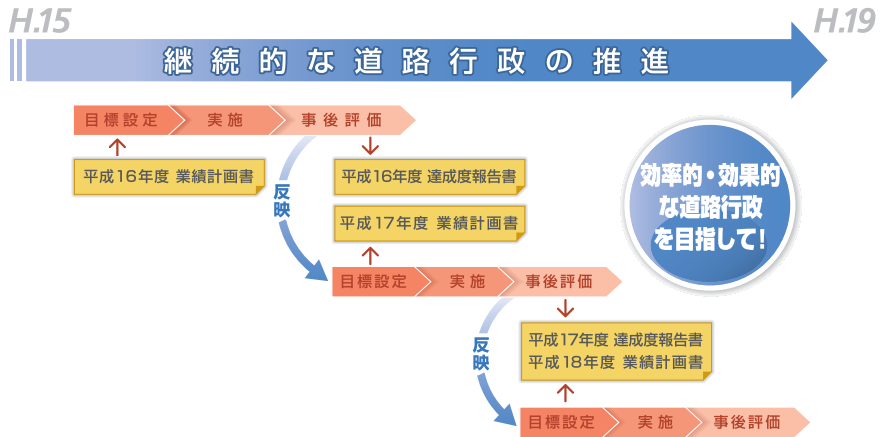 H.15
H.19
継続的な道路行政の推進
目標設定 実施 事後評価
平成16年度 業績計画書
平成16年度 達成度報告書
反映
平成17年度 業績計画書
効率的・効果的
な道路行政
を目指して!
目標設定 実施 事後評価
反映
平成17年度 達成度報告書
平成18年度 業績計画書
目標設定 実施 事後評価